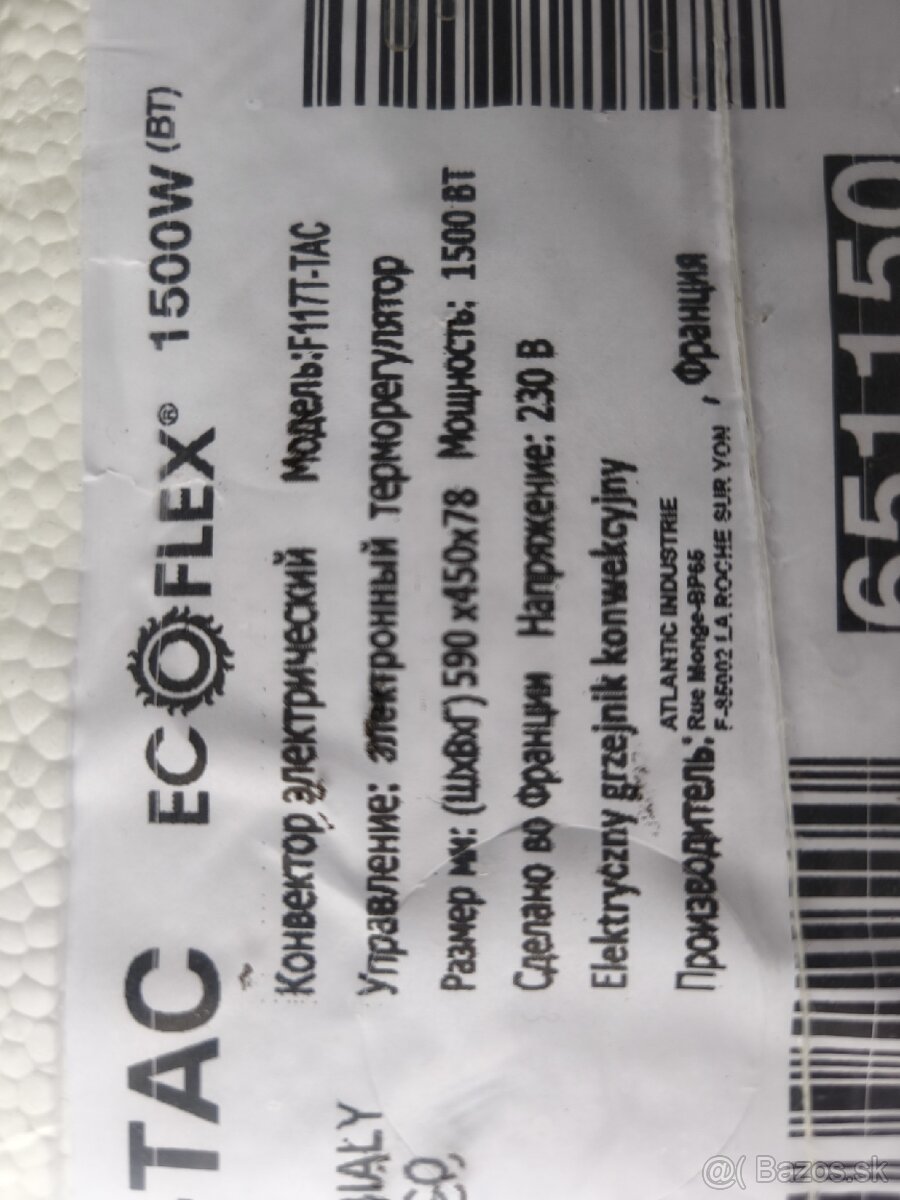 -TAC ECOFLEX® 1500W (ВТ)
Конвектор электрический Модель:F117T-TAC
Управление: электронный терморегулятор
Размер мм: (ШхВхГ) 590 x450x78 Мощность: 1500 ВТ
Сделано во Франции Напряжение: 230 В
Elektryczny grzejnik konwekcyjny
Производитель: ATLANTIC INDUSTRIE
Rue Monge-BP65
F-85002 LA ROCHE SUR YON , Франция
651150
@( Bazos.sk